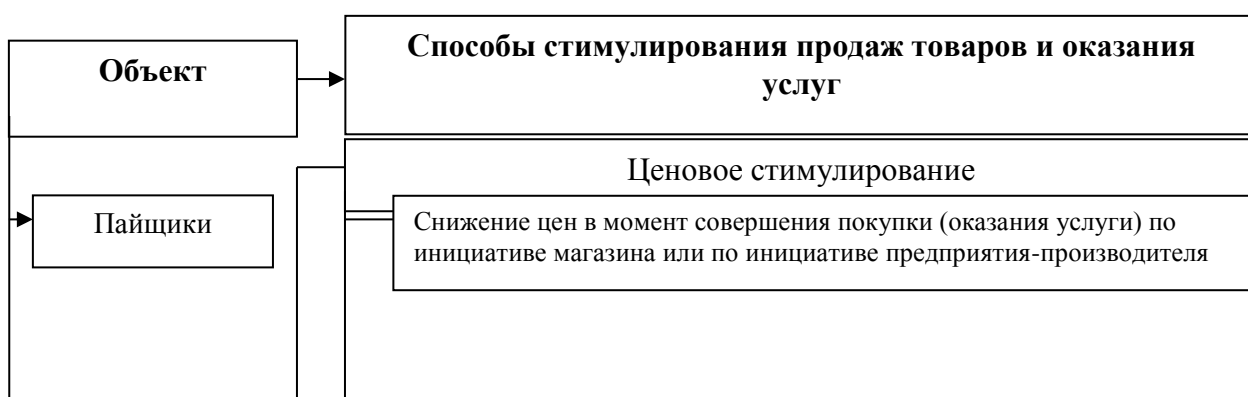 Объект
Способы стимулирования продаж товаров и оказания
услуг
Ценовое стимулирование
Пайщики
Снижение цен в момент совершения покупки (оказания услуги) по
инициативе магазина или по инициативе предприятия-производителя